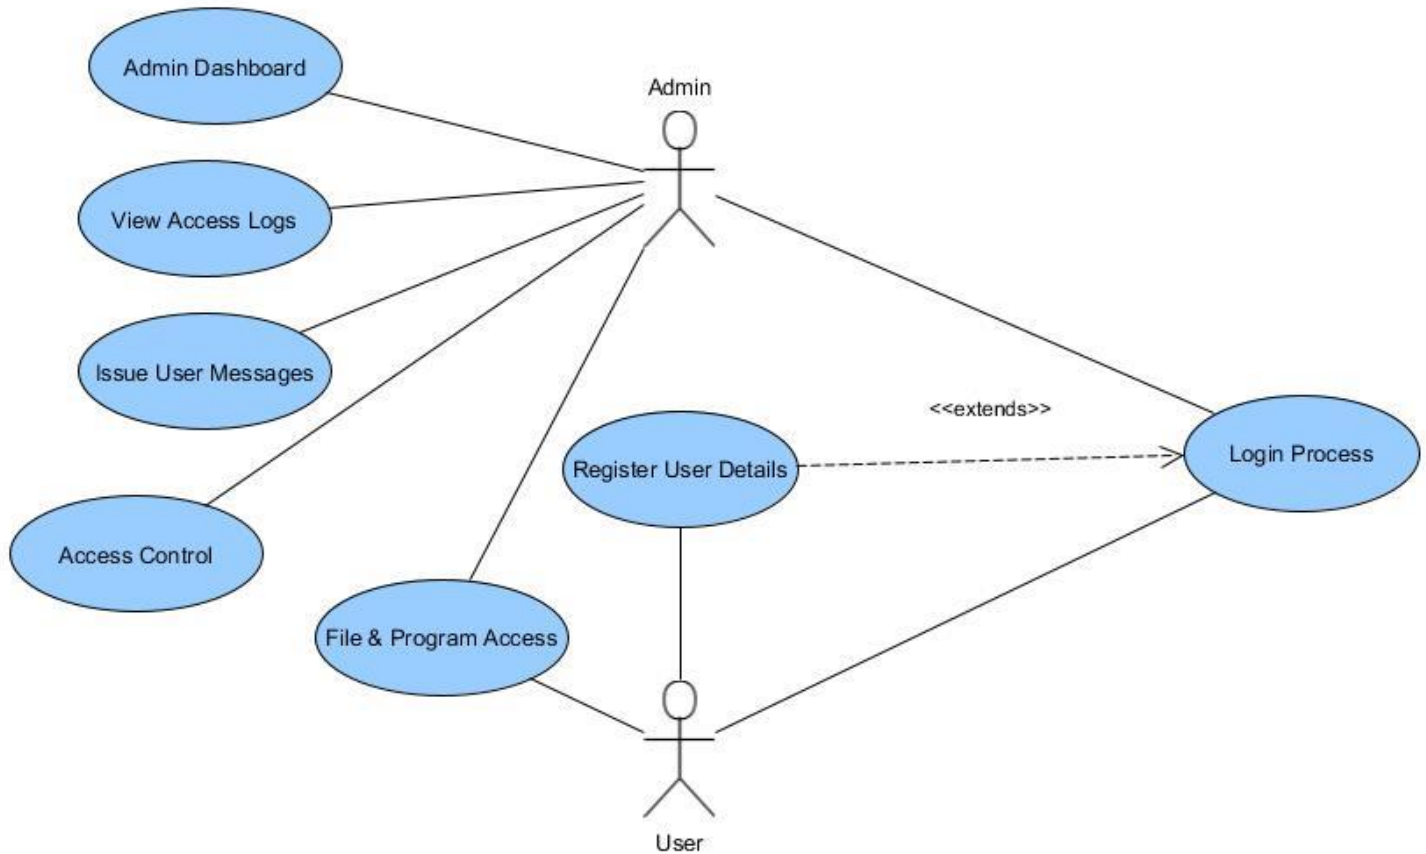 Admin Dashboard
Admin
View Access Logs
Issue User Messages
<<extends>>
Register User Details
Login Process
Access Control
File & Program Access
User